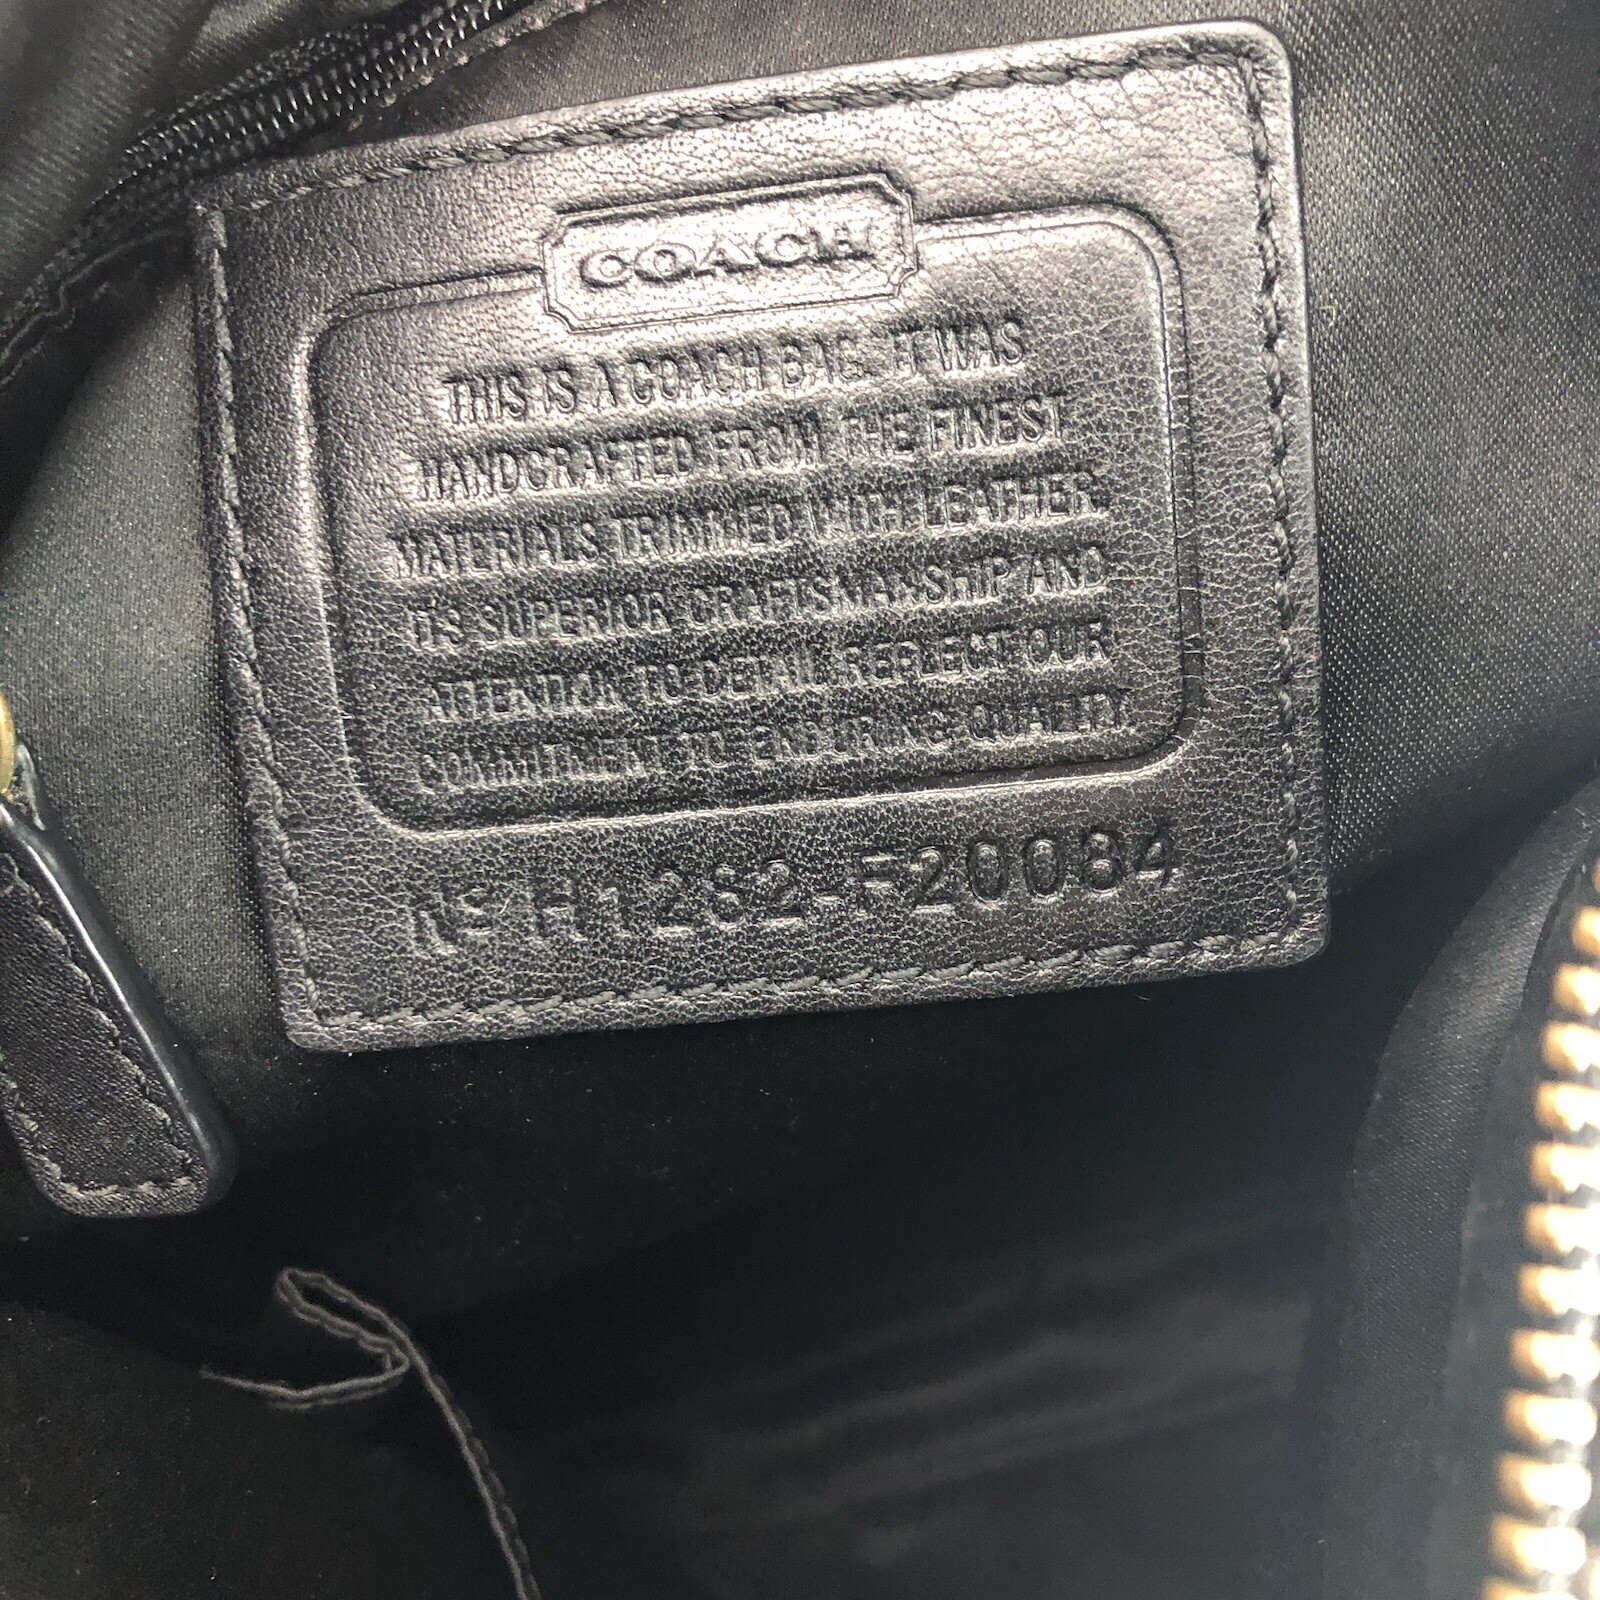 COACH
THIS IS A COACH BAG. IT WAS
HANDCRAFTED FROM THE FINEST
MATERIALS TRIMMED WITH LEATHER.
ITS SUPERIOR CRAFTSMANSHIP AND
ATTENTION TO DETAIL REFLECT OUR
COMMITMENT TO ENDURING QUALITY.
Nº H1282-F20034